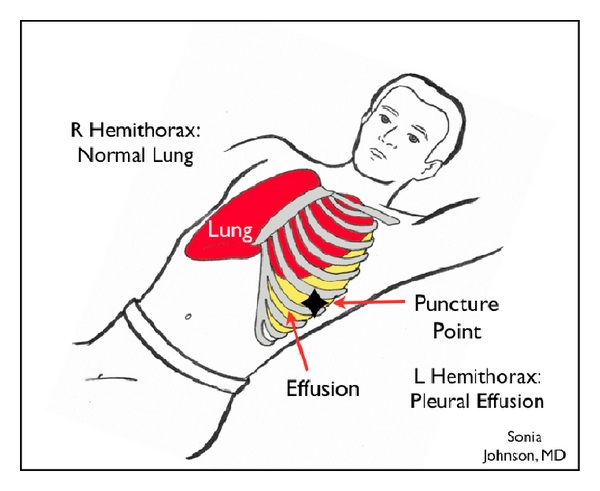 R Hemithorax:
Normal Lung
Lung
Puncture
Point
Effusion
L Hemithorax:
Pleural Effusion
Sonia
Johnson, MD